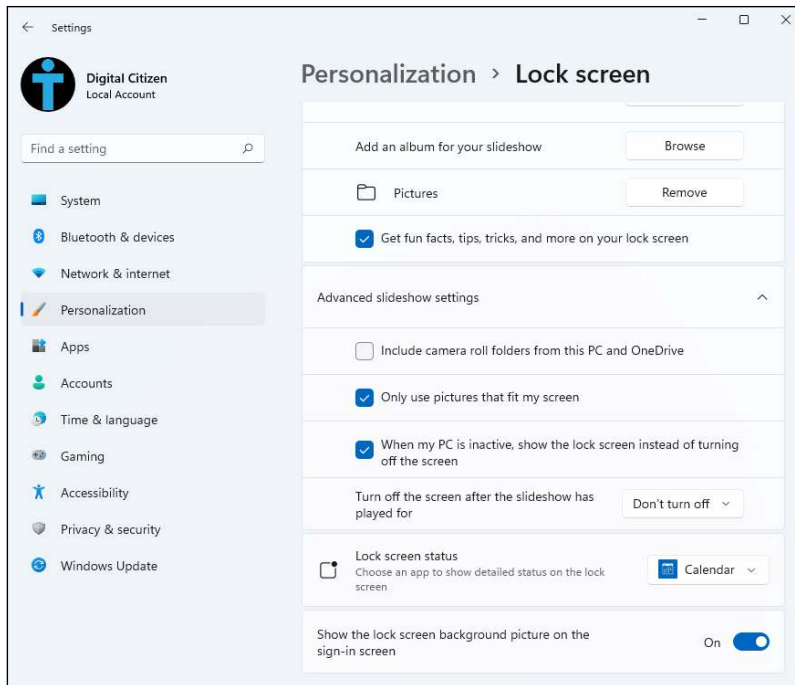 Settings
Digital Citizen
Local Account
Find a setting
System
Bluetooth & devices
Network & internet
Personalization
Apps
Accounts
Time & language
Gaming
Accessibility
Privacy & security
Windows Update
Personalization > Lock screen
Add an album for your slideshow
Browse
Pictures
Remove
Get fun facts, tips, tricks, and more on your lock screen
Advanced slideshow settings
Include camera roll folders from this PC and OneDrive
Only use pictures that fit my screen
When my PC is inactive, show the lock screen instead of turning
off the screen
Turn off the screen after the slideshow has
played for
Don't turn off
Lock screen status
Choose an app to show detailed status on the lock
screen
Calendar
Show the lock screen background picture on the
sign-in screen
On